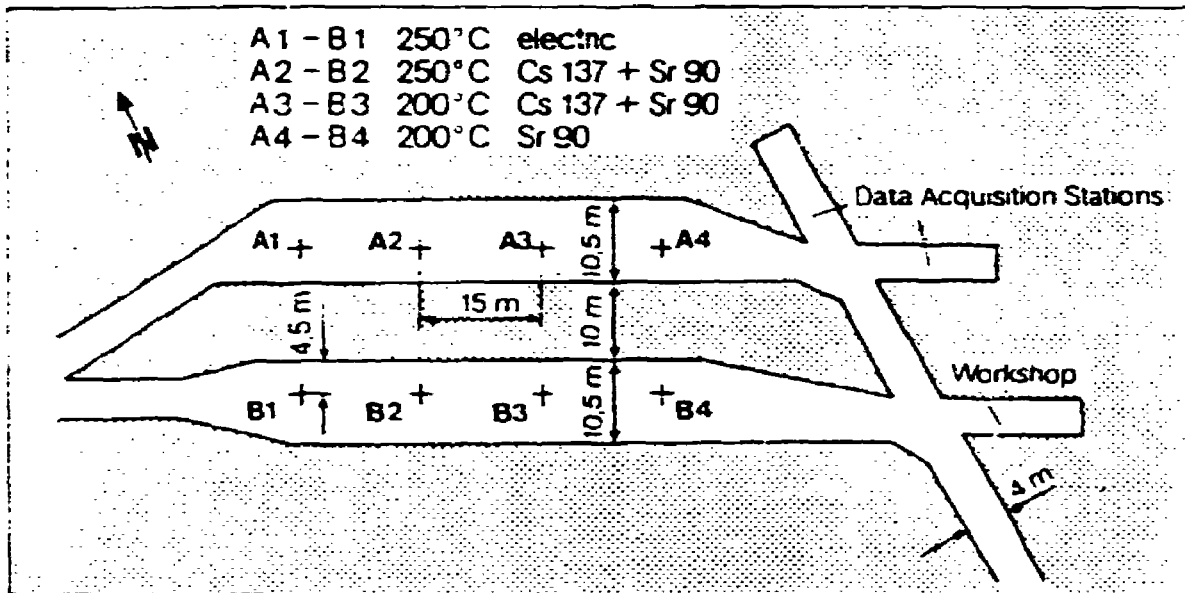 A1 – B1 250°C electric
A2 – B2 250°C Cs 137 + Sr 90
A3 – B3 200°C Cs 137 + Sr 90
A4 – B4 200°C Sr 90
N
Data Acquisition Stations
A1 A2 A3 A4
10,5 m
15 m
4,5 m
10 m
Workshop
B1 B2 B3 B4
10,5 m